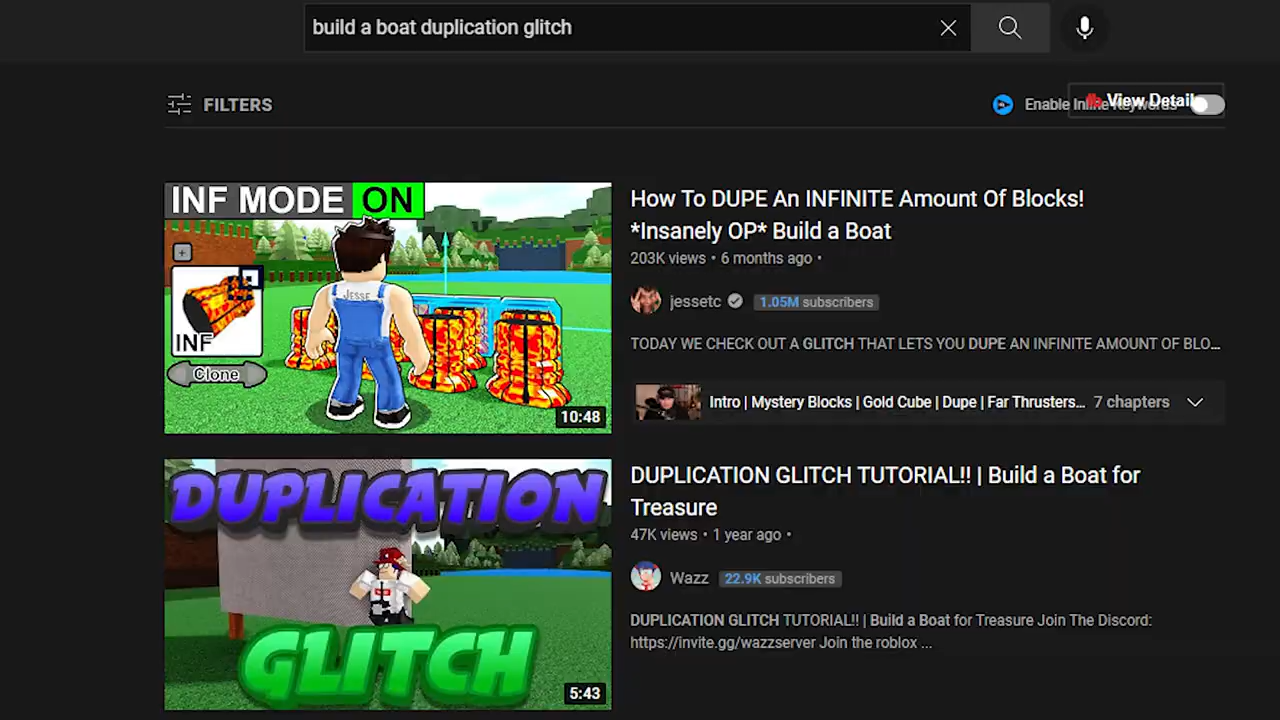 build a boat duplication glitch
FILTERS
Enable Inline Keywords
View Detail
INF MODE ON
JESSE
INF
Clone
10:48
How To DUPE An INFINITE Amount Of Blocks!
*Insanely OP* Build a Boat
203K views • 6 months ago •
jessetc 1.05M subscribers
TODAY WE CHECK OUT A GLITCH THAT LETS YOU DUPE AN INFINITE AMOUNT OF BLO...
Intro | Mystery Blocks | Gold Cube | Dupe | Far Thrusters... 7 chapters
DUPLICATION
GLITCH
5:43
DUPLICATION GLITCH TUTORIAL!! | Build a Boat for
Treasure
47K views • 1 year ago •
Wazz 22.9K subscribers
DUPLICATION GLITCH TUTORIAL!! | Build a Boat for Treasure Join The Discord:
https://invite.gg/wazzserver Join the roblox ...